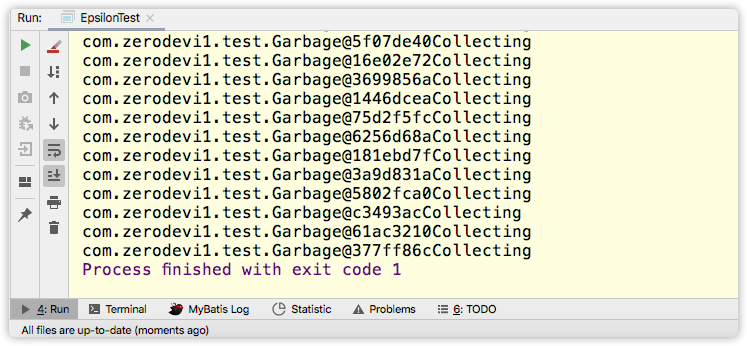 Run: EpsilonTest
com.zerodevi1.test.Garbage@5f07de40Collecting
com.zerodevi1.test.Garbage@16e02e72Collecting
com.zerodevi1.test.Garbage@3699856aCollecting
com.zerodevi1.test.Garbage@1446dceaCollecting
com.zerodevi1.test.Garbage@75d2f5fcCollecting
com.zerodevi1.test.Garbage@6256d68aCollecting
com.zerodevi1.test.Garbage@181ebd7fCollecting
com.zerodevi1.test.Garbage@3a9d831aCollecting
com.zerodevi1.test.Garbage@5802fca0Collecting
com.zerodevi1.test.Garbage@c3493acCollecting
com.zerodevi1.test.Garbage@61ac3210Collecting
com.zerodevi1.test.Garbage@377ff86cCollecting
Process finished with exit code 1
4: Run Terminal MyBatis Log Statistic Problems 6: TODO
All files are up-to-date (moments ago)